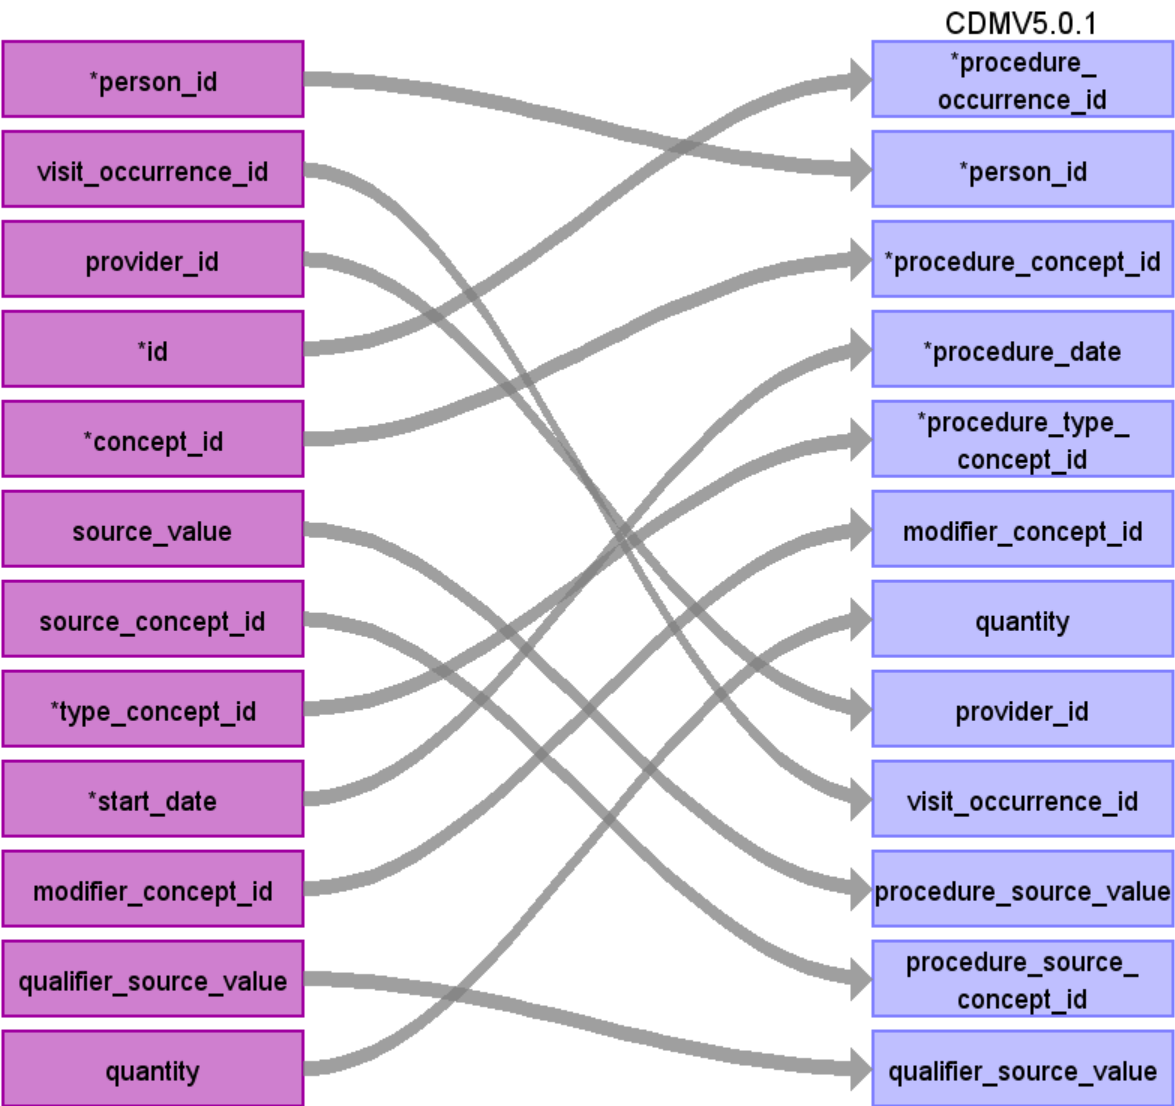 CDMV5.0.1
*person_id
visit_occurrence_id
provider_id
*id
*concept_id
source_value
source_concept_id
*type_concept_id
*start_date
modifier_concept_id
qualifier_source_value
quantity
*procedure_
occurrence_id
*person_id
*procedure_concept_id
*procedure_date
*procedure_type_
concept_id
modifier_concept_id
quantity
provider_id
visit_occurrence_id
procedure_source_value
procedure_source_
concept_id
qualifier_source_value